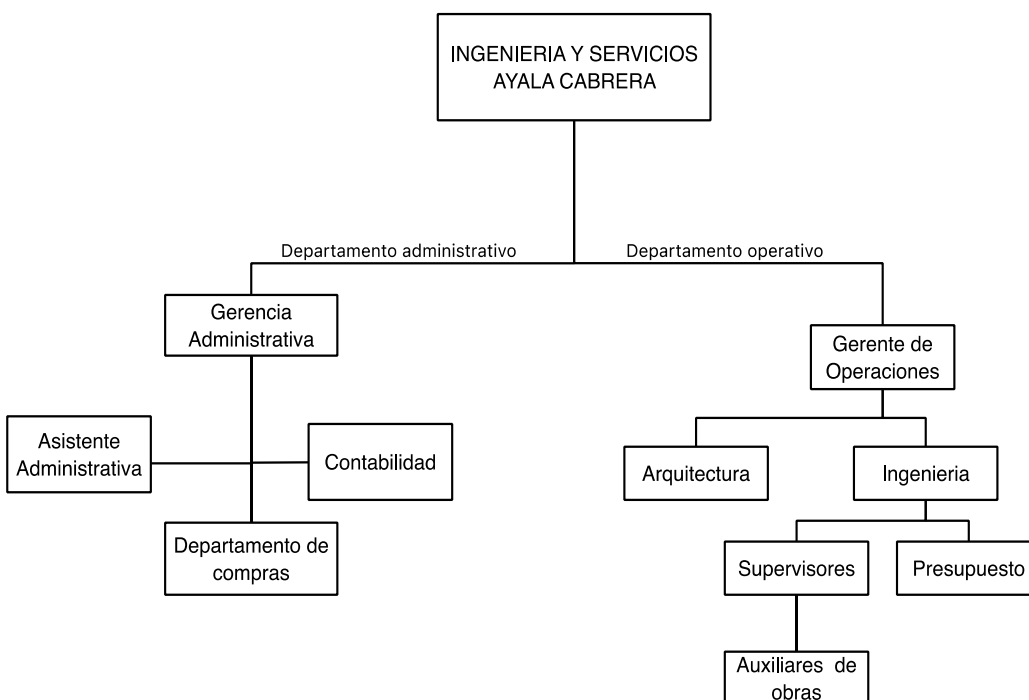 INGENIERIA Y SERVICIOS
AYALA CABRERA
Departamento administrativo
Departamento operativo
Gerencia
Administrativa
Gerente de
Operaciones
Asistente
Administrativa
Contabilidad
Departamento de
compras
Arquitectura
Ingenieria
Supervisores
Presupuesto
Auxiliares de
obras